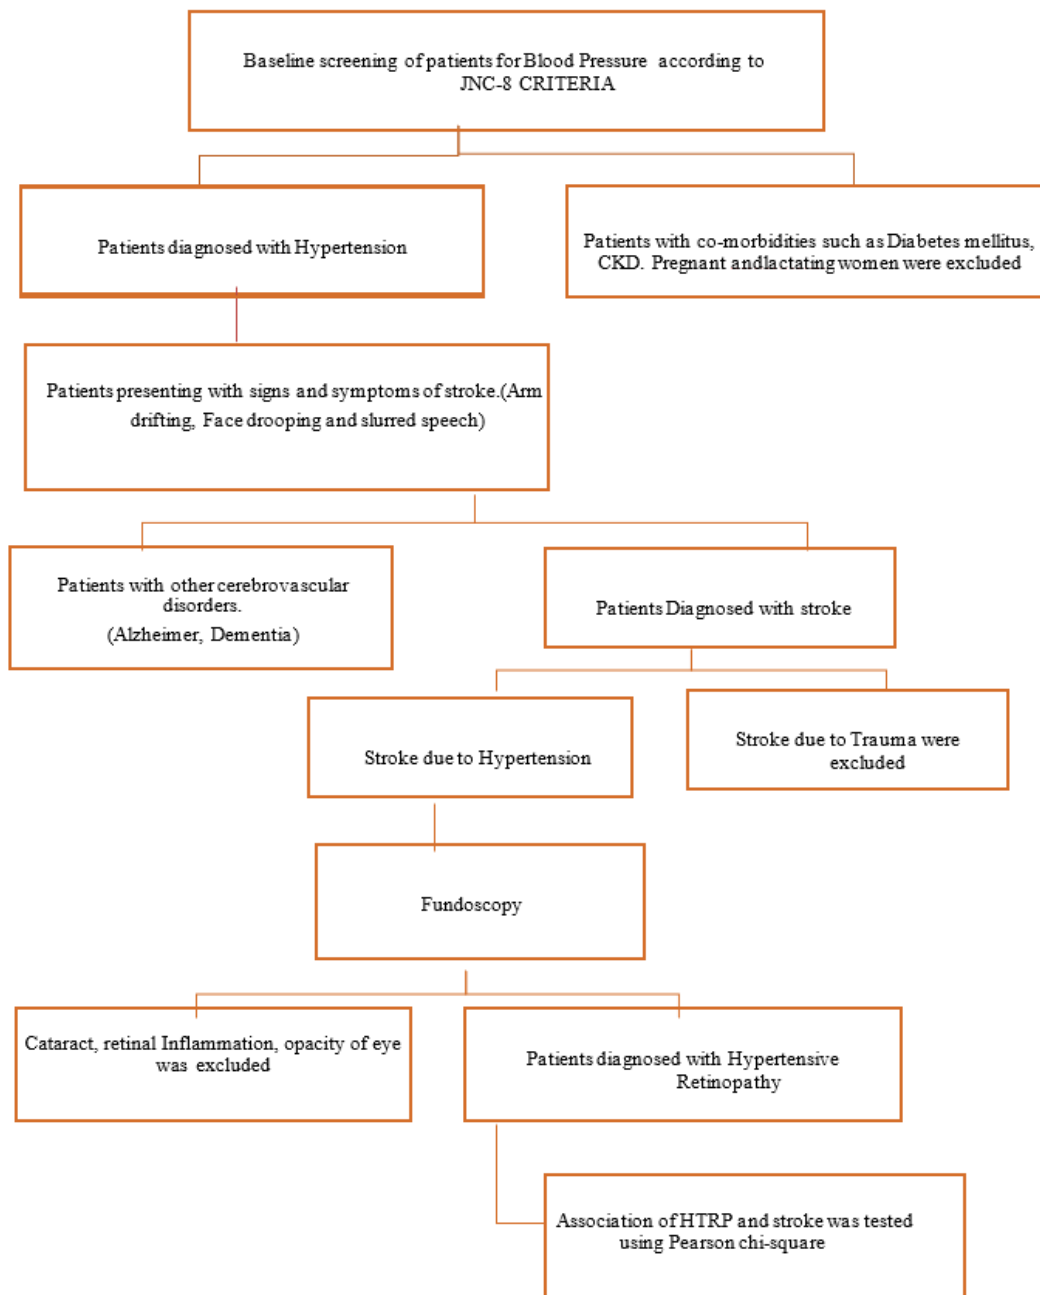 Baseline screening of patients for Blood Pressure according to
JNC-8 CRITERIA
Patients diagnosed with Hypertension
Patients with co-morbidities such as Diabetes mellitus,
CKD. Pregnant andlactating women were excluded
Patients presenting with signs and symptoms of stroke.(Arm
drifting, Face drooping and slurred speech)
Patients with other cerebrovascular
disorders.
(Alzheimer, Dementia)
Patients Diagnosed with stroke
Stroke due to Hypertension
Stroke due to Trauma were
excluded
Fundoscopy
Cataract, retinal Inflammation, opacity of eye
was excluded
Patients diagnosed with Hypertensive
Retinopathy
Association of HTRP and stroke was tested
using Pearson chi-square